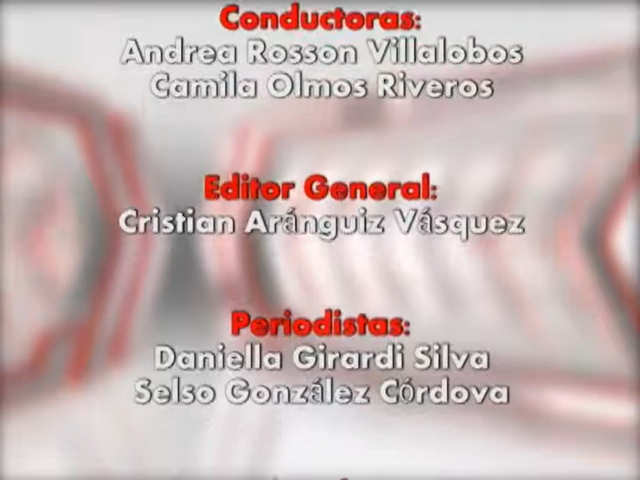 Conductoras:
Andrea Rosson Villalobos
Camila Olmos Riveros
Editor General:
Cristian Aránguiz Vásquez
Periodistas:
Daniella Girardi Silva
Selso González Córdova